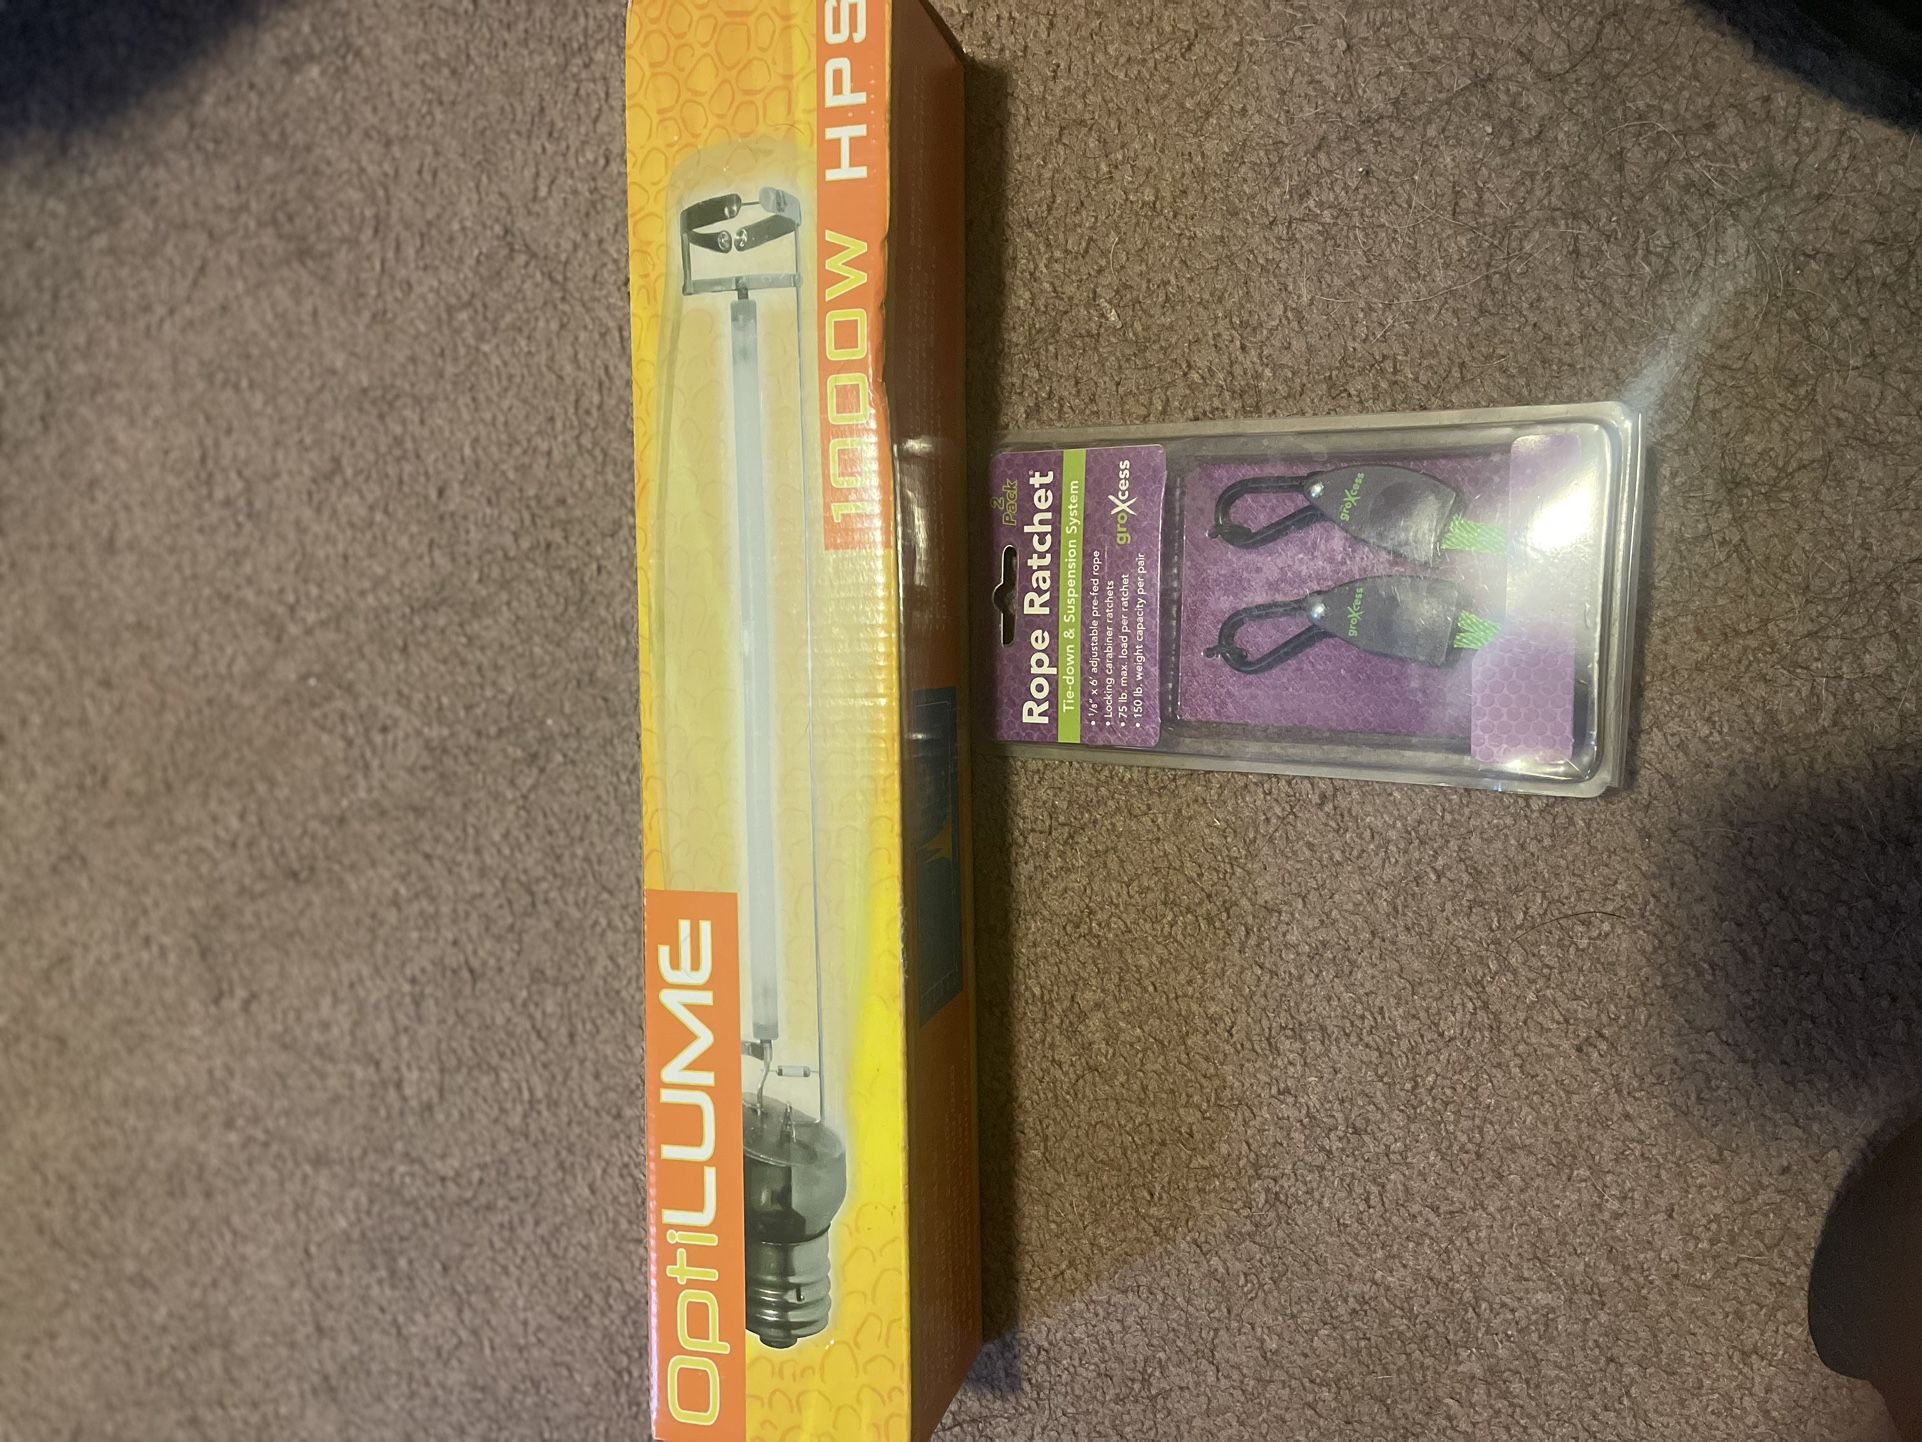 OptiLUME
1000W HPS
2 Pack
Rope Ratchet
Tie-down & Suspension System
• 1/8" x 6' adjustable pre-fed rope
• Locking carabiner ratchets
• 75 lb. max. load per ratchet
• 150 lb. weight capacity per pair
groXcess
groXcess
groXcess